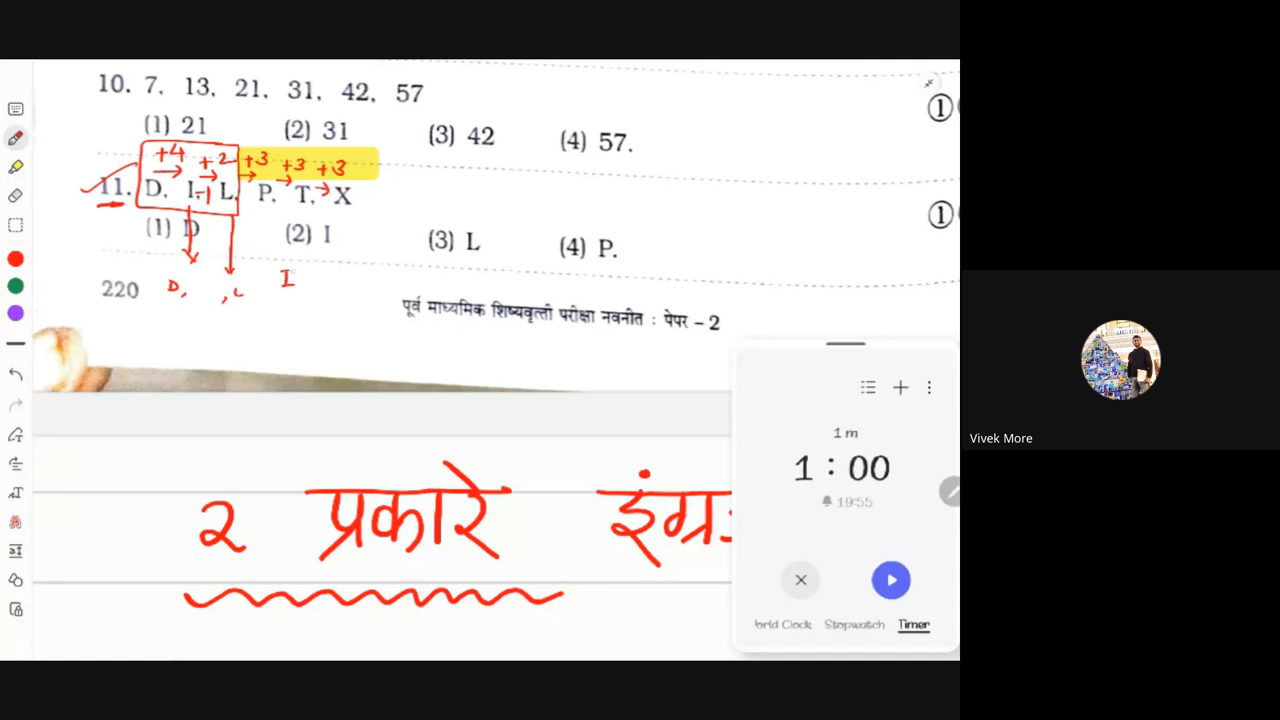 10. 7, 13, 21, 31, 42, 57
(1) 21 (2) 31 (3) 42 (4) 57.
+4 +2 +3 +3 +3
11. D, I, -1 L, P, T, X
(1) D (2) I (3) L (4) P.
D, , L I
220 पूर्व माध्यमिक शिष्यवृत्ती परीक्षा नवनीत : पेपर - 2
1 m
1 : 00
19:55
२ प्रकारे
Stopwatch Timer
Vivek More